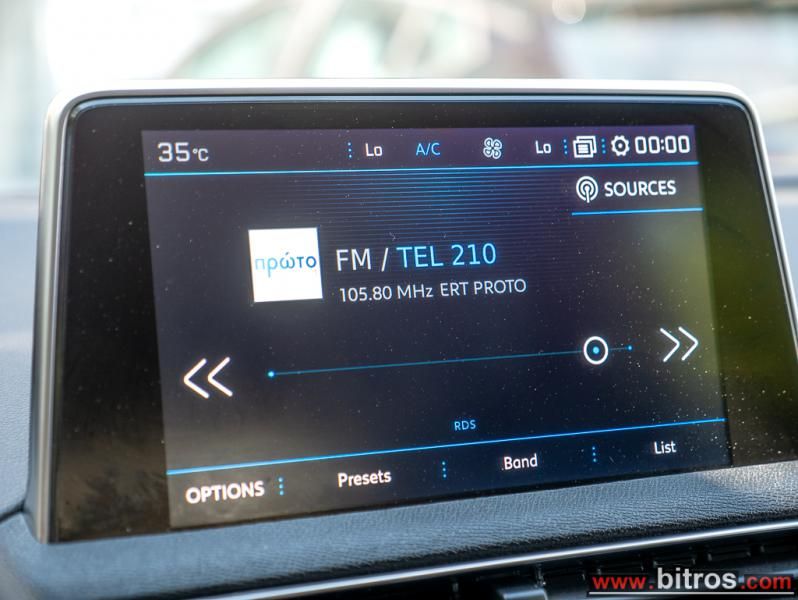 35°C Lo A/C Lo 00:00
SOURCES
πρώτο
FM / TEL 210
105.80 MHz ERT PROTO
RDS
OPTIONS Presets Band List
www.bitros.com